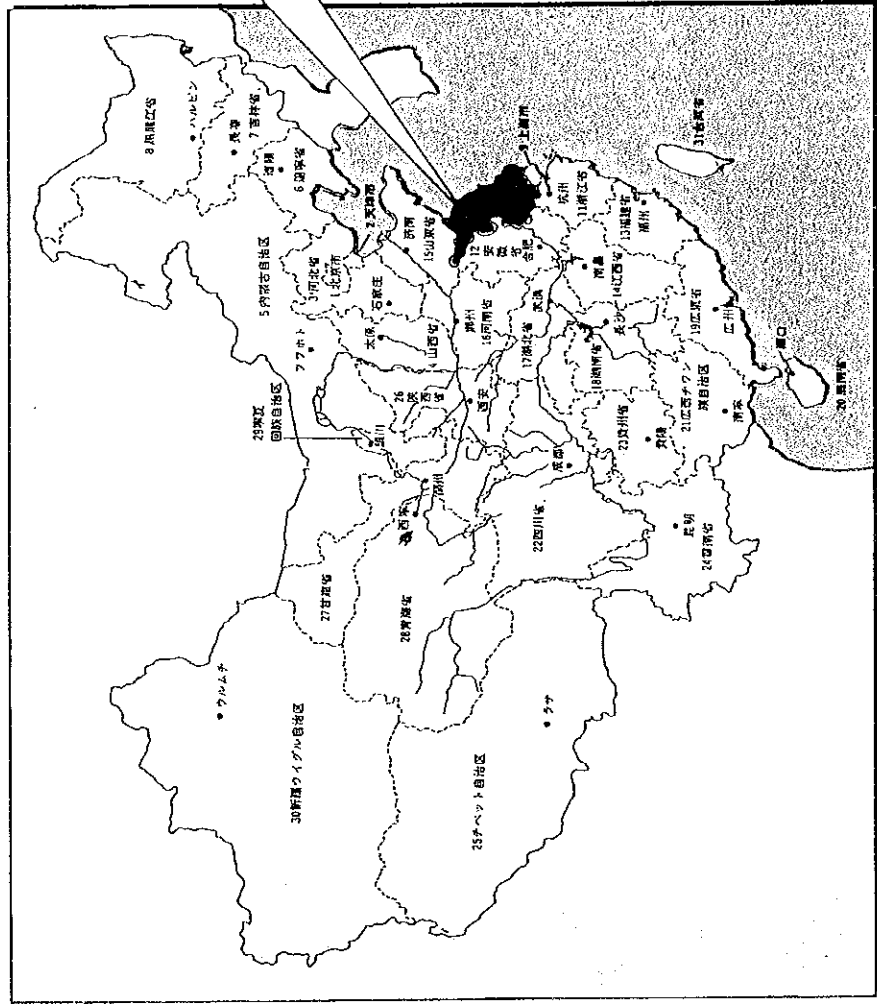 8黒龍江省
ハルビン
7吉林省
長春
瀋陽
6遼寧省
5内蒙古自治区
フフホト
3河北省
1北京市
2天津市
石家庄
太原
4山西省
済南
15山東省
29寧夏
回族自治区
銀川
26
陝
西
省
西安
鄭州
16河南省
12
安
徽
省
合肥
9上海市
杭州
11浙江省
17湖北省
武漢
南昌
14江西省
13福建省
福州
31台湾省
長沙
18湖南省
19広東省
広州
海口
20海南省
21広西チワン
族自治区
南寧
23貴州省
貴陽
成都
22四川省
昆明
24雲南省
蘭州
西寧
27甘粛省
28青海省
ウルムチ
30新疆ウイグル自治区
25チベット自治区
ラサ